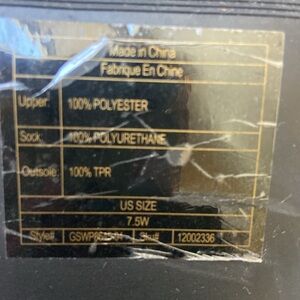 Made in China
Fabrique En Chine
Upper: 100% POLYESTER
Sock: 100% POLYURETHANE
Outsole: 100% TPR
US SIZE
7.5W
Style#: Sku#: 12002336